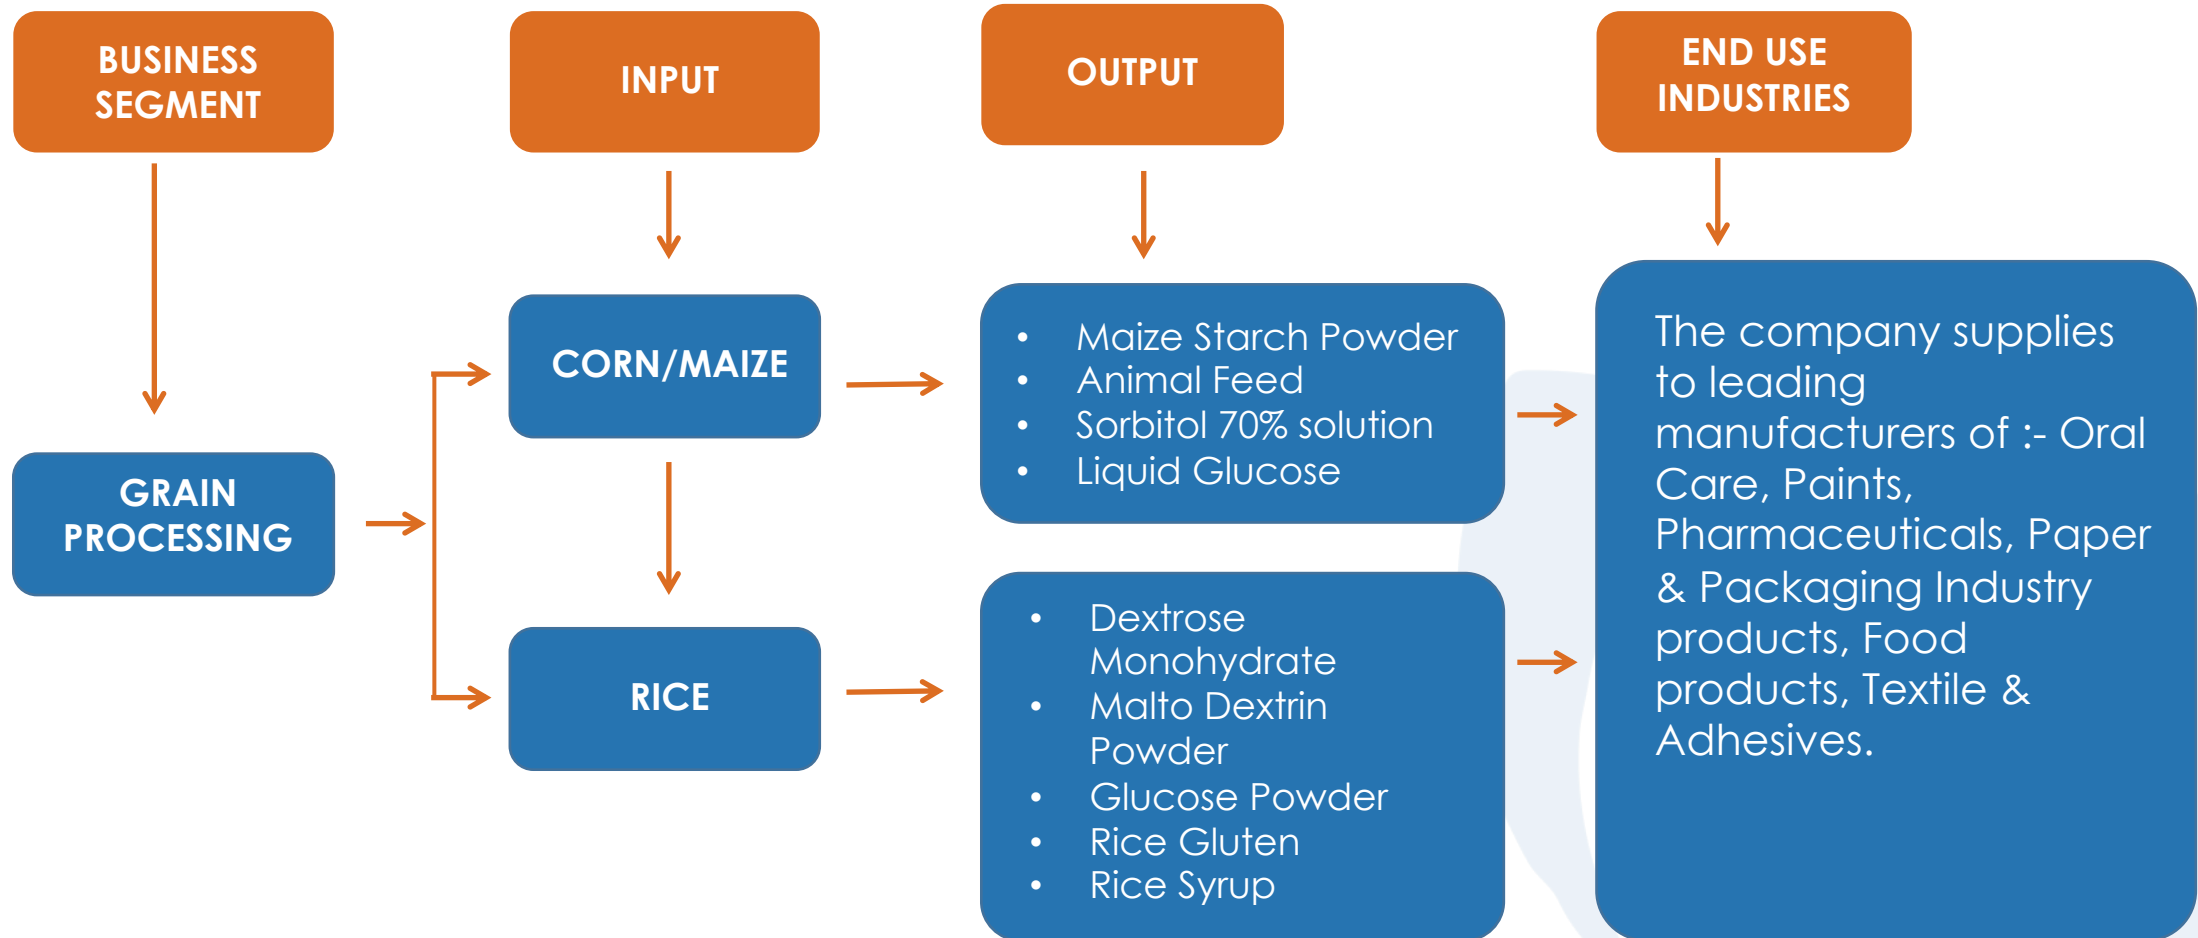 BUSINESS
SEGMENT
INPUT
OUTPUT
END USE
INDUSTRIES
GRAIN
PROCESSING
CORN/MAIZE
RICE
• Maize Starch Powder
• Animal Feed
• Sorbitol 70% solution
• Liquid Glucose
• Dextrose
Monohydrate
• Malto Dextrin
Powder
• Glucose Powder
• Rice Gluten
• Rice Syrup
The company supplies
to leading
manufacturers of :- Oral
Care, Paints,
Pharmaceuticals, Paper
& Packaging Industry
products, Food
products, Textile &
Adhesives.